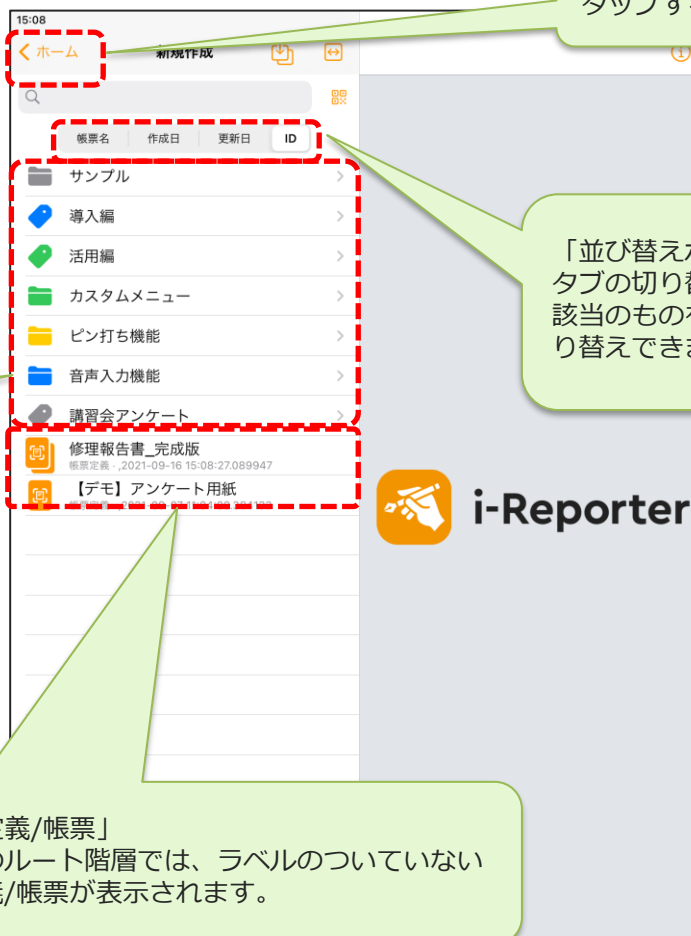 15:08
タップす
ホーム
新規作成
帳票名 作成日 更新日 ID
サンプル
導入編
活用編
カスタムメニュー
ピン打ち機能
音声入力機能
講習会アンケート
修理報告書_完成版
帳票定義 - ,2021-09-16 15:08:27.089947
【デモ】アンケート用紙
「並び替え
タブの切り
該当のもの
り替えでき
i-Reporter
義/帳票」
のルート階層では、ラベルのついていない
/帳票が表示されます。